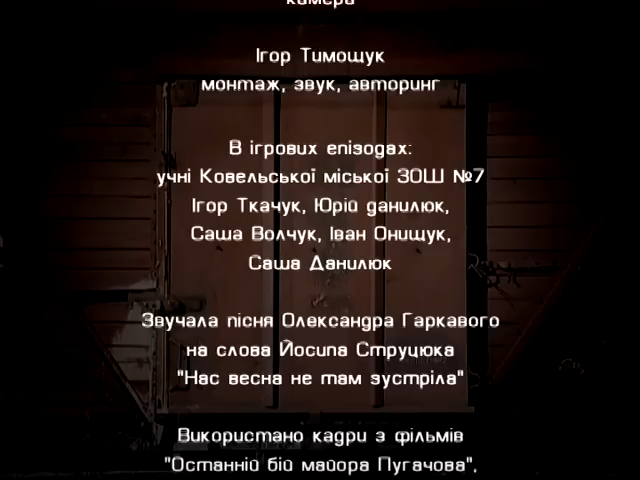 камера
Ігор Тимощук
монтаж, звук, авторинг
В ігрових епізодах:
учні Ковельської міської ЗОШ №7
Ігор Ткачук, Юрій данилюк,
Саша Волчук, Іван Онищук,
Саша Данилюк
Звучала пісня Олександра Гаркавого
на слова Йосипа Струцюка
"Нас весна не там зустріла"
Використано кадри з фільмів
"Останній бій майора Пугачова",